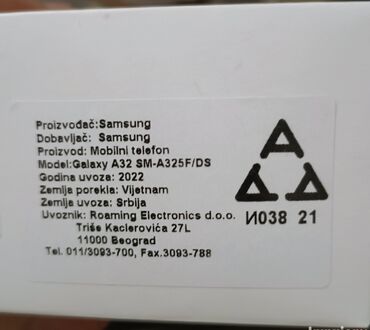 Proizvođač:Samsung
Dobavljač: Samsung
Proizvod: Mobilni telefon
Model:Galaxy A32 SM-A325F/DS
Godina uvoza: 2022
Zemlja porekla: Vijetnam
Zemlja uvoza: Srbija
Uvoznik: Roaming Electronics d.o.o.
Triše Kaclerovića 27L
11000 Beograd
Tel. 011/3093-700, Fax.3093-788
A
A A
И038 21